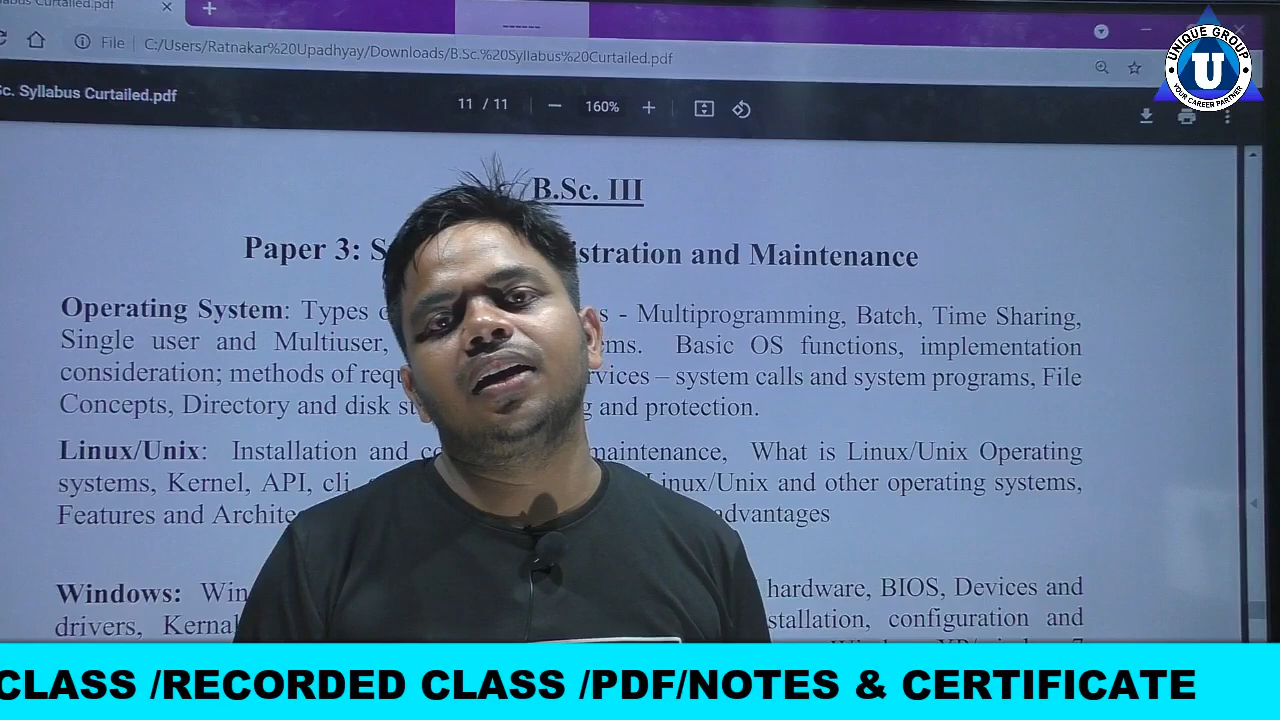 labus Curtailed.pdf
File C:/Users/Ratnakar%20Upadhyay/Downloads/B.Sc.%20Syllabus%20Curtailed.pdf
Sc. Syllabus Curtailed.pdf 11 / 11 160%
UNIQUE GROUP
U
YOUR CAREER PARTNER
B.Sc. III
Paper 3: S istration and Maintenance
Operating System: Types s - Multiprogramming, Batch, Time Sharing,
Single user and Multiuser, ems. Basic OS functions, implementation
consideration; methods of requ rvices – system calls and system programs, File
Concepts, Directory and disk st g and protection.
Linux/Unix: Installation and co maintenance, What is Linux/Unix Operating
systems, Kernel, API, cli, Linux/Unix and other operating systems,
Features and Archite dvantages
Windows: Win hardware, BIOS, Devices and
drivers, Kernal stallation, configuration and
CLASS /RECORDED CLASS /PDF/NOTES & CERTIFICATE